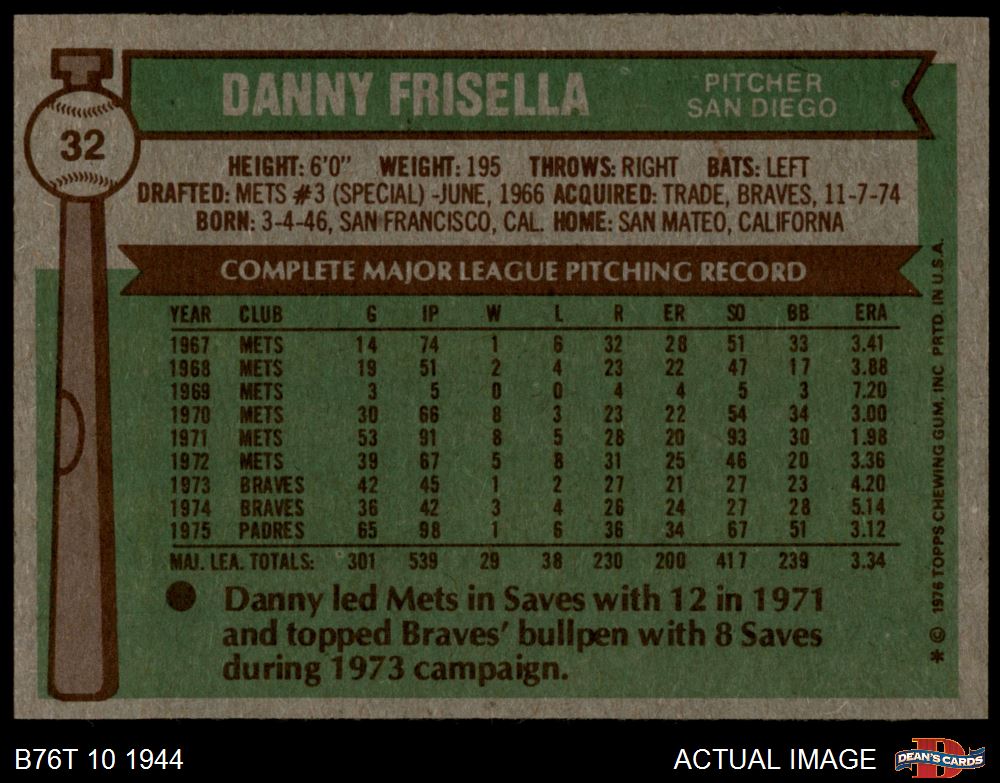 32
DANNY FRISELLA
PITCHER
SAN DIEGO
HEIGHT: 6'0" WEIGHT: 195 THROWS: RIGHT BATS: LEFT
DRAFTED: METS #3 (SPECIAL) -JUNE, 1966 ACQUIRED: TRADE, BRAVES, 11-7-74
BORN: 3-4-46, SAN FRANCISCO, CAL. HOME: SAN MATEO, CALIFORNA
COMPLETE MAJOR LEAGUE PITCHING RECORD
YEAR CLUB G IP W L R ER SO BB ERA
1967 METS 14 74 1 6 32 28 51 33 3.41
1968 METS 19 51 2 4 23 22 47 17 3.88
1969 METS 3 5 0 0 4 4 5 3 7.20
1970 METS 30 66 8 3 23 22 54 34 3.00
1971 METS 53 91 8 5 28 20 93 30 1.98
1972 METS 39 67 5 8 31 25 46 20 3.36
1973 BRAVES 42 45 1 2 27 21 27 23 4.20
1974 BRAVES 36 42 3 4 26 24 27 28 5.14
1975 PADRES 65 98 1 6 36 34 67 51 3.12
MAJ. LEA. TOTALS: 301 539 29 38 230 200 417 239 3.34
Danny led Mets in Saves with 12 in 1971
and topped Braves' bullpen with 8 Saves
during 1973 campaign.
* © 1976 TOPPS CHEWING GUM, INC PRTD. IN U.S.A.
B76T 10 1944
ACTUAL IMAGE
D
DEAN'S CARDS